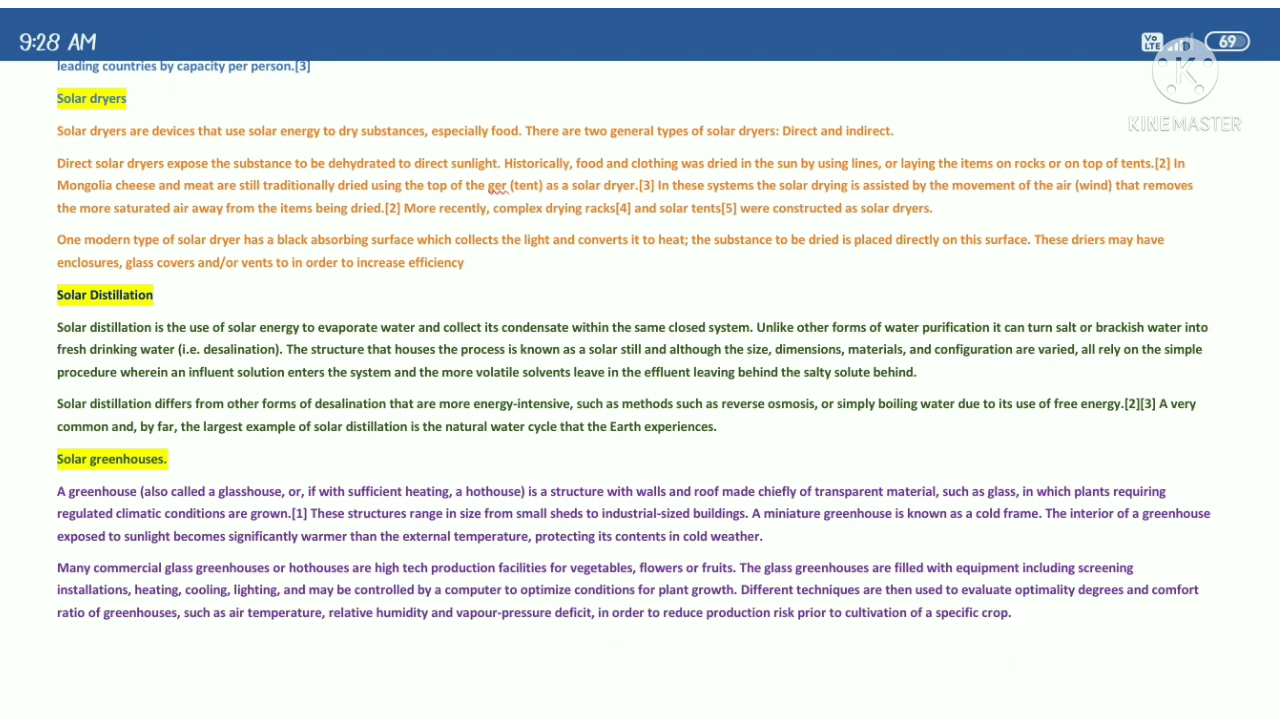 9:28 AM
Vo LTE
69
leading countries by capacity per person.[3]
K
KINEMASTER
Solar dryers
Solar dryers are devices that use solar energy to dry substances, especially food. There are two general types of solar dryers: Direct and indirect.
Direct solar dryers expose the substance to be dehydrated to direct sunlight. Historically, food and clothing was dried in the sun by using lines, or laying the items on rocks or on top of tents.[2] In
Mongolia cheese and meat are still traditionally dried using the top of the ger (tent) as a solar dryer.[3] In these systems the solar drying is assisted by the movement of the air (wind) that removes
the more saturated air away from the items being dried.[2] More recently, complex drying racks[4] and solar tents[5] were constructed as solar dryers.
One modern type of solar dryer has a black absorbing surface which collects the light and converts it to heat; the substance to be dried is placed directly on this surface. These driers may have
enclosures, glass covers and/or vents to in order to increase efficiency
Solar Distillation
Solar distillation is the use of solar energy to evaporate water and collect its condensate within the same closed system. Unlike other forms of water purification it can turn salt or brackish water into
fresh drinking water (i.e. desalination). The structure that houses the process is known as a solar still and although the size, dimensions, materials, and configuration are varied, all rely on the simple
procedure wherein an influent solution enters the system and the more volatile solvents leave in the effluent leaving behind the salty solute behind.
Solar distillation differs from other forms of desalination that are more energy-intensive, such as methods such as reverse osmosis, or simply boiling water due to its use of free energy.[2][3] A very
common and, by far, the largest example of solar distillation is the natural water cycle that the Earth experiences.
Solar greenhouses.
A greenhouse (also called a glasshouse, or, if with sufficient heating, a hothouse) is a structure with walls and roof made chiefly of transparent material, such as glass, in which plants requiring
regulated climatic conditions are grown.[1] These structures range in size from small sheds to industrial-sized buildings. A miniature greenhouse is known as a cold frame. The interior of a greenhouse
exposed to sunlight becomes significantly warmer than the external temperature, protecting its contents in cold weather.
Many commercial glass greenhouses or hothouses are high tech production facilities for vegetables, flowers or fruits. The glass greenhouses are filled with equipment including screening
installations, heating, cooling, lighting, and may be controlled by a computer to optimize conditions for plant growth. Different techniques are then used to evaluate optimality degrees and comfort
ratio of greenhouses, such as air temperature, relative humidity and vapour-pressure deficit, in order to reduce production risk prior to cultivation of a specific crop.